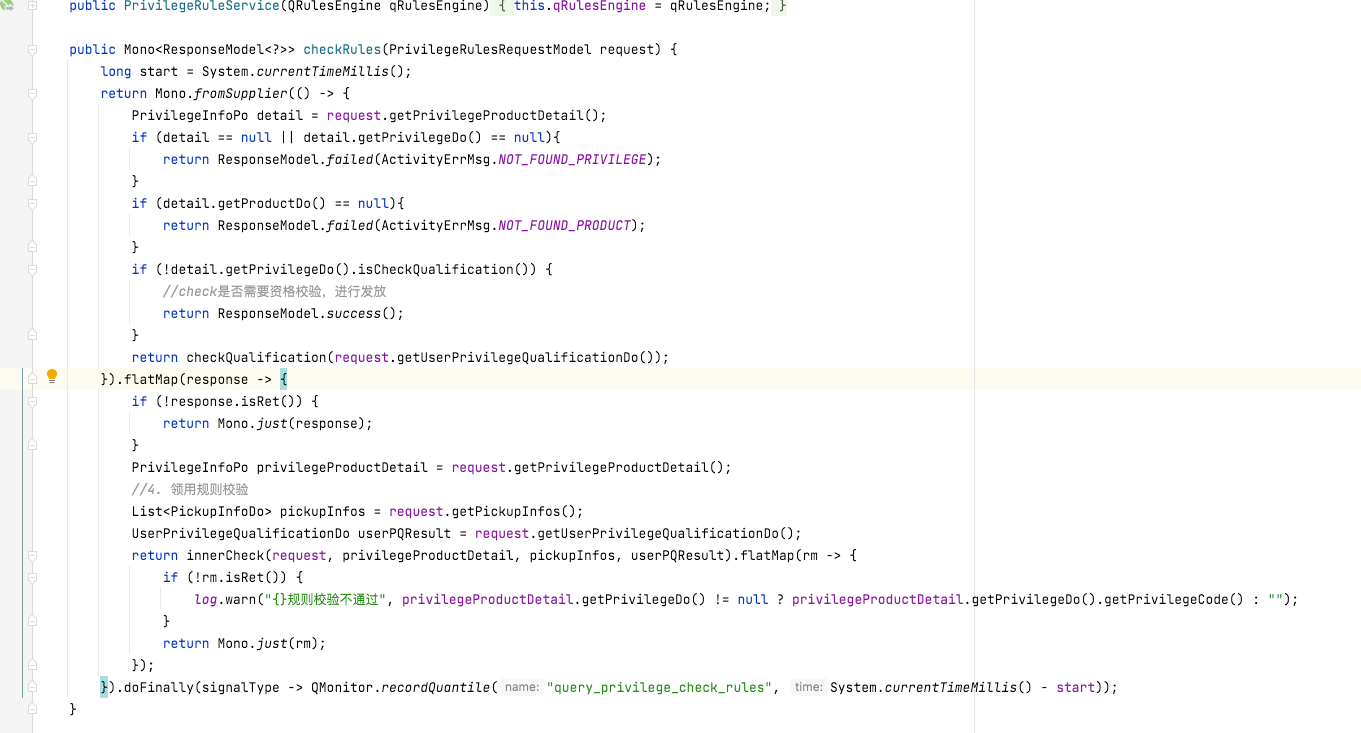 public PrivilegeRuleService(QRulesEngine qRulesEngine) { this.qRulesEngine = qRulesEngine; }
public Mono<ResponseModel<?>> checkRules(PrivilegeRulesRequestModel request) {
long start = System.currentTimeMillis();
return Mono.fromSupplier(() -> {
PrivilegeInfoPo detail = request.getPrivilegeProductDetail();
if (detail == null || detail.getPrivilegeDo() == null){
return ResponseModel.failed(ActivityErrMsg.NOT_FOUND_PRIVILEGE);
}
if (detail.getProductDo() == null){
return ResponseModel.failed(ActivityErrMsg.NOT_FOUND_PRODUCT);
}
if (!detail.getPrivilegeDo().isCheckQualification()) {
//check是否需要资格校验，进行发放
return ResponseModel.success();
}
return checkQualification(request.getUserPrivilegeQualificationDo());
}).flatMap(response -> {
if (!response.isRet()) {
return Mono.just(response);
}
PrivilegeInfoPo privilegeProductDetail = request.getPrivilegeProductDetail();
//4. 领用规则校验
List<PickupInfoDo> pickupInfos = request.getPickupInfos();
UserPrivilegeQualificationDo userPQResult = request.getUserPrivilegeQualificationDo();
return innerCheck(request, privilegeProductDetail, pickupInfos, userPQResult).flatMap(rm -> {
if (!rm.isRet()) {
log.warn("{}规则校验不通过", privilegeProductDetail.getPrivilegeDo() != null ? privilegeProductDetail.getPrivilegeDo().getPrivilegeCode() : "");
}
return Mono.just(rm);
});
}).doFinally(signalType -> QMonitor.recordQuantile( name: "query_privilege_check_rules", time: System.currentTimeMillis() - start));
}